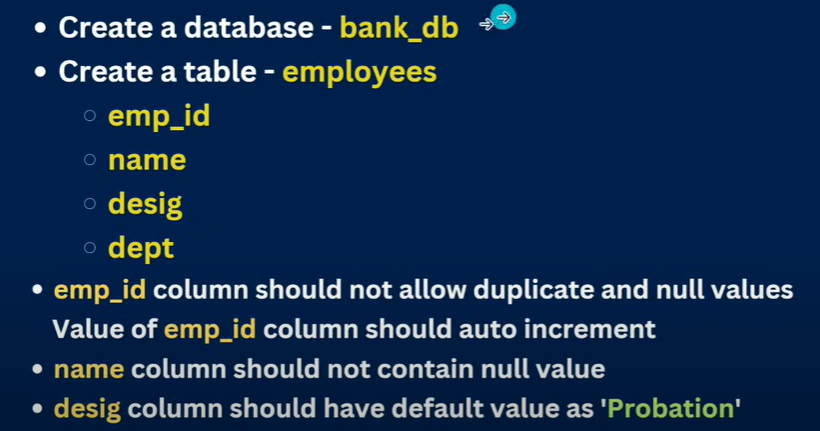 Create a database - bank_db
Create a table - employees
emp_id
name
desig
dept
emp_id column should not allow duplicate and null values
Value of emp_id column should auto increment
name column should not contain null value
desig column should have default value as 'Probation'